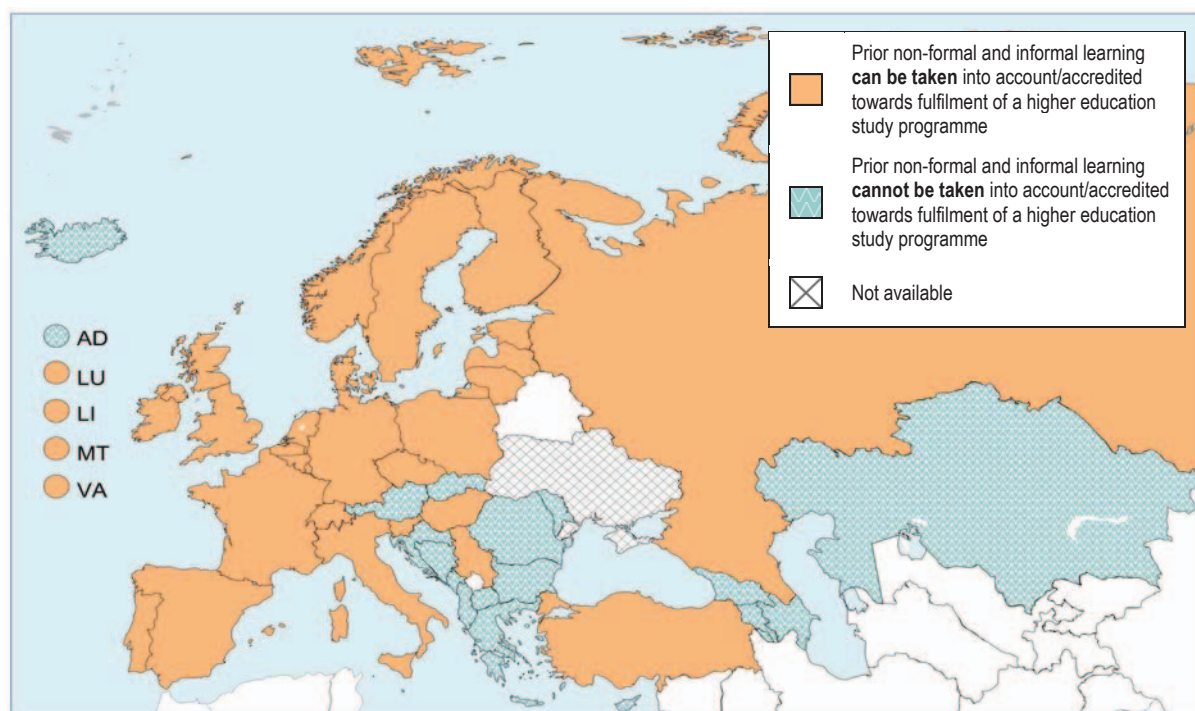 Prior non-formal and informal learning
can be taken into account/accredited
towards fulfilment of a higher education
study programme
Prior non-formal and informal learning
cannot be taken into account/accredited
towards fulfilment of a higher education
study programme
Not available
AD
LU
LI
MT
VA